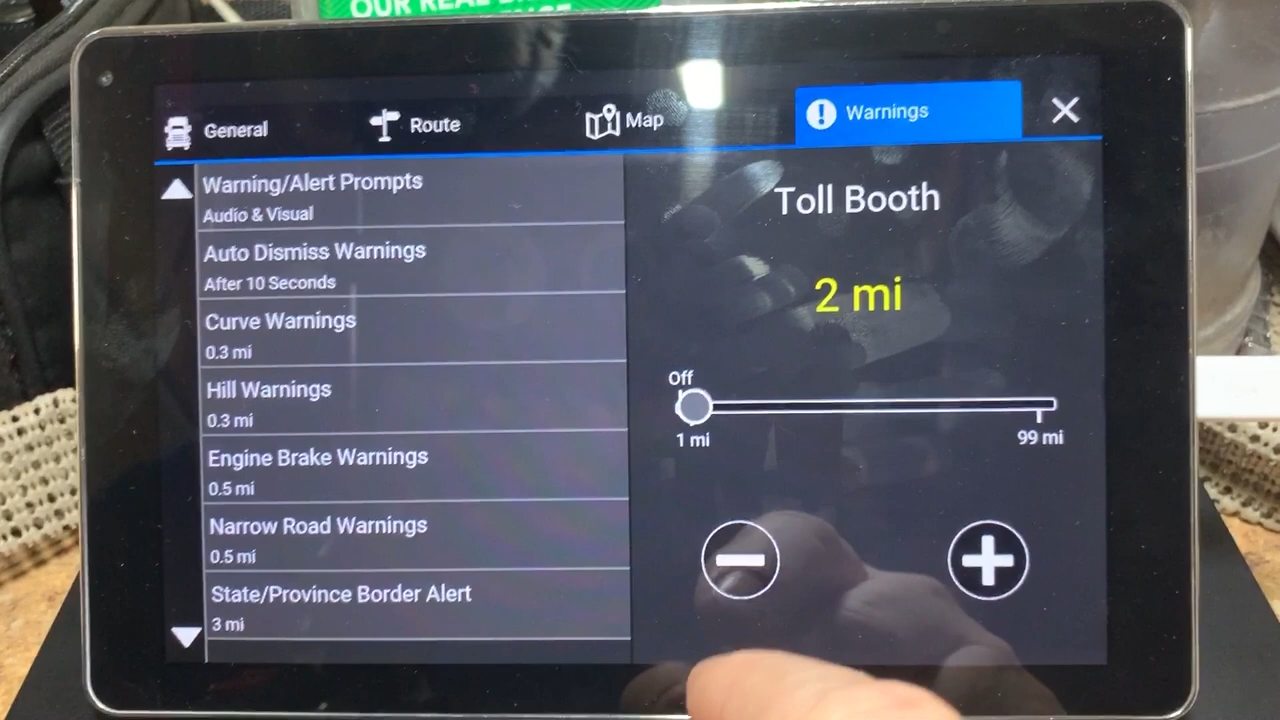 OUR REAL
General
Route
Map
Warnings
Warning/Alert Prompts
Audio & Visual
Auto Dismiss Warnings
After 10 Seconds
Curve Warnings
0.3 mi
Hill Warnings
0.3 mi
Engine Brake Warnings
0.5 mi
Narrow Road Warnings
0.5 mi
State/Province Border Alert
3 mi
Toll Booth
2 mi
Off
1 mi
99 mi